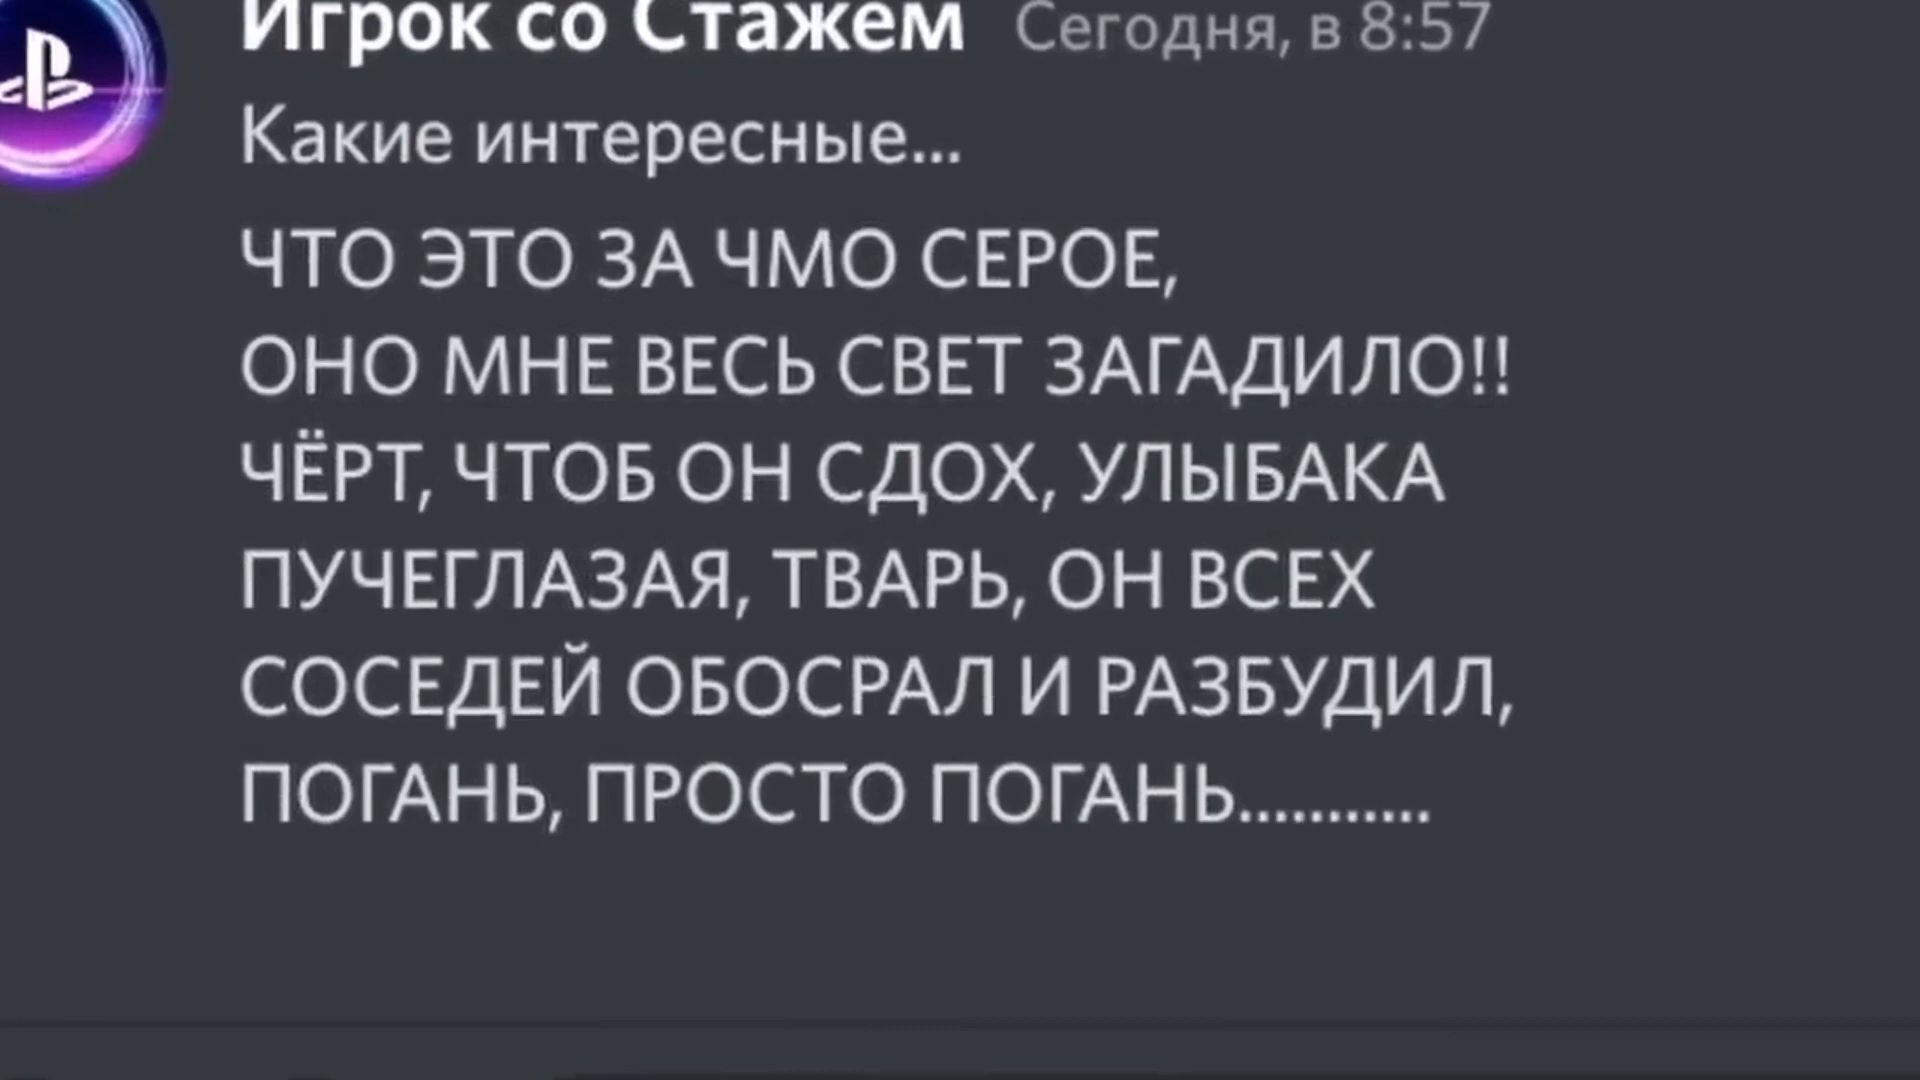 Игрок со Стажем Сегодня, в 8:57
Какие интересные...
ЧТО ЭТО ЗА ЧМО СЕРОЕ,
ОНО МНЕ ВЕСЬ СВЕТ ЗАГАДИЛО!!
ЧЁРТ, ЧТОБ ОН СДОХ, УЛЫБАКА
ПУЧЕГЛАЗАЯ, ТВАРЬ, ОН ВСЕХ
СОСЕДЕЙ ОБОСРАЛ И РАЗБУДИЛ,
ПОГАНЬ, ПРОСТО ПОГАНЬ...........